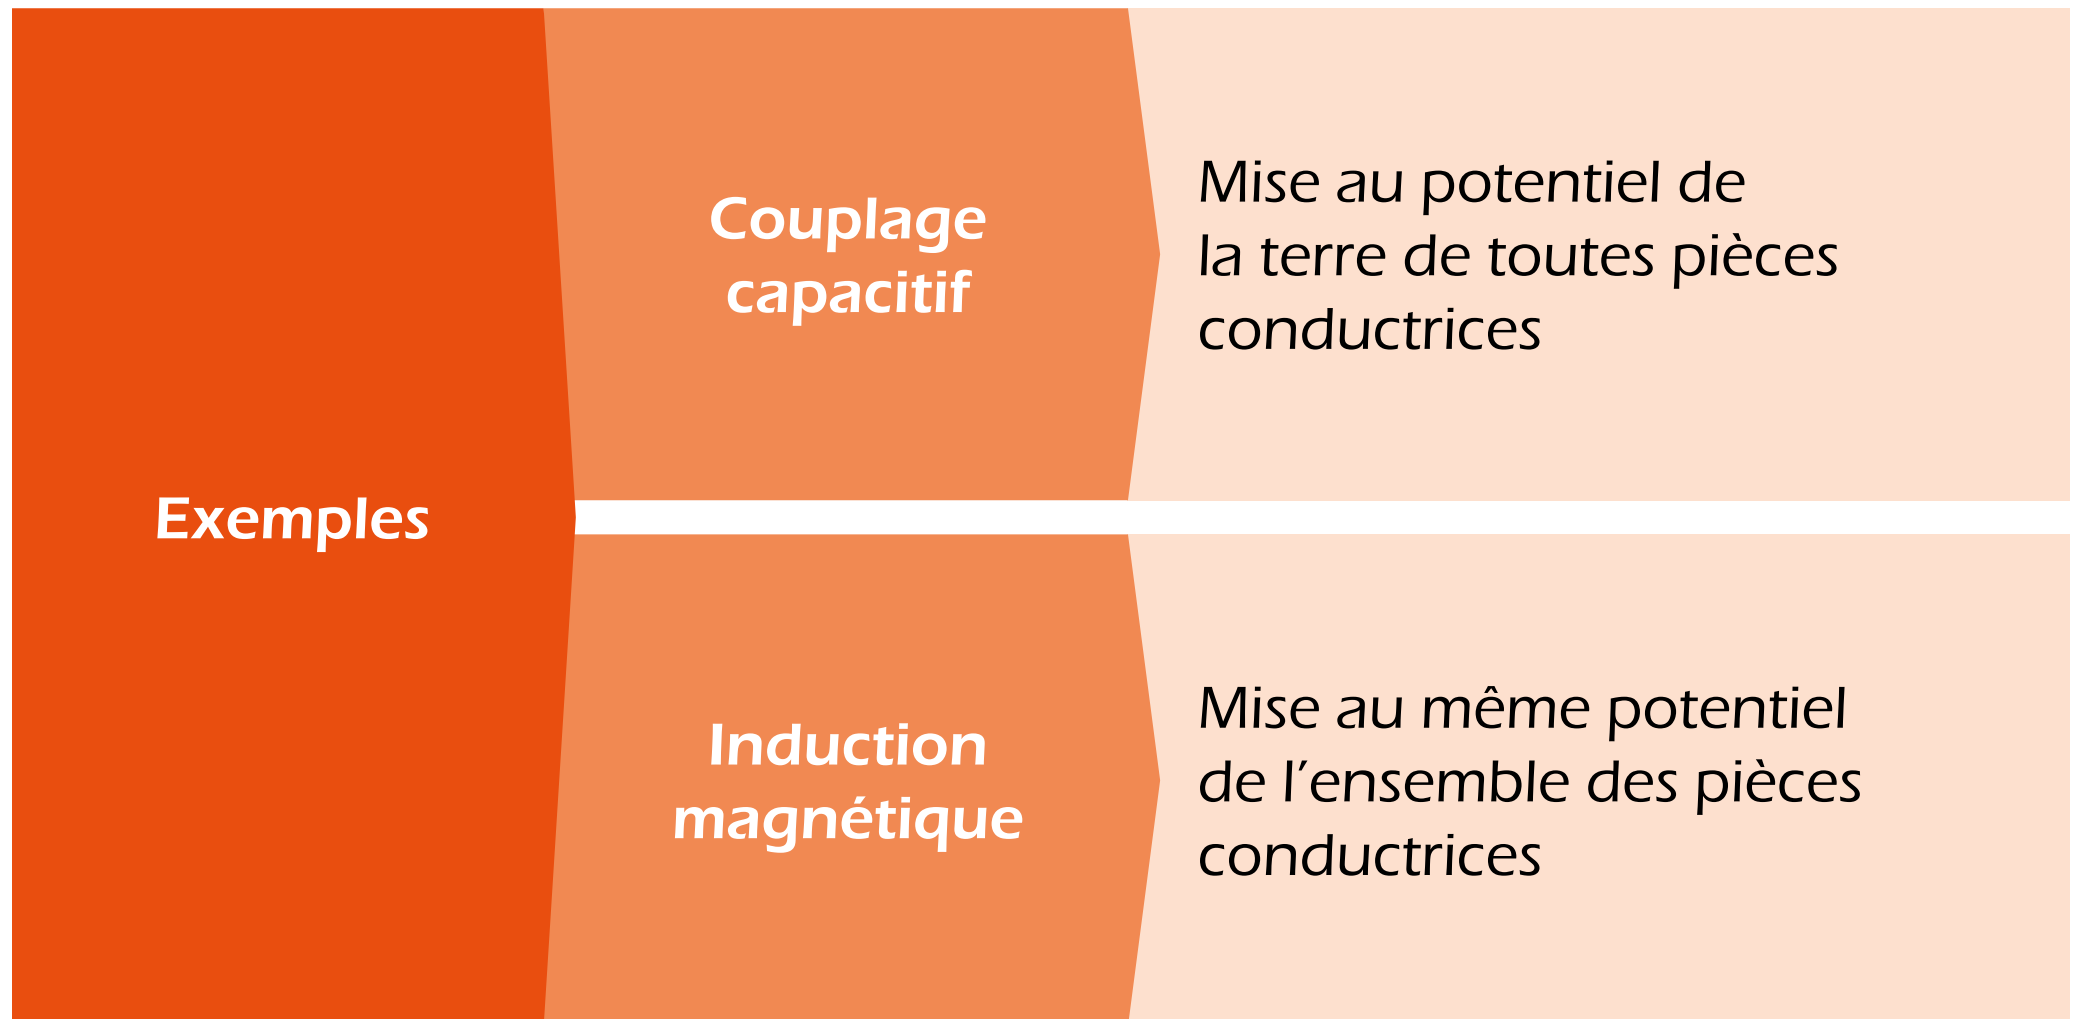 Exemples
Couplage
capacitif
Mise au potentiel de
la terre de toutes pièces
conductrices
Induction
magnétique
Mise au même potentiel
de l’ensemble des pièces
conductrices